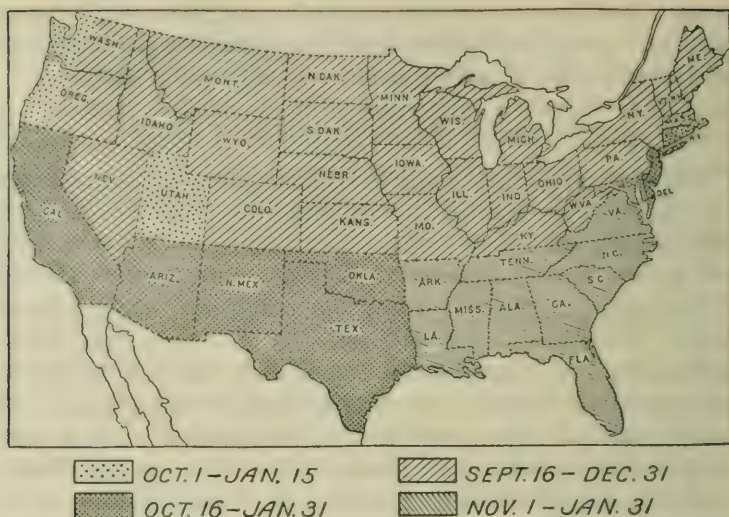 WASH.
ME.
MONT.
N.DAK.
MINN.
OREG.
VT.
N.H.
IDAHO
S.DAK.
WIS.
MICH.
N.Y.
MASS.
R.I.
WYO.
NEV.
IOWA.
PA.
NEBR.
UTAH
ILL.
IND.
OHIO
DEL.
CAL.
COLO.
W.VA.
VA.
KANS.
MO.
KY.
N.C.
TENN.
ARIZ.
N.MEX.
OKLA.
ARK.
S.C.
MISS.
ALA.
GA.
TEX.
LA.
FLA.
OCT. 1 – JAN. 15 SEPT. 16 – DEC. 31
OCT. 16 – JAN. 31 NOV. 1 – JAN. 31